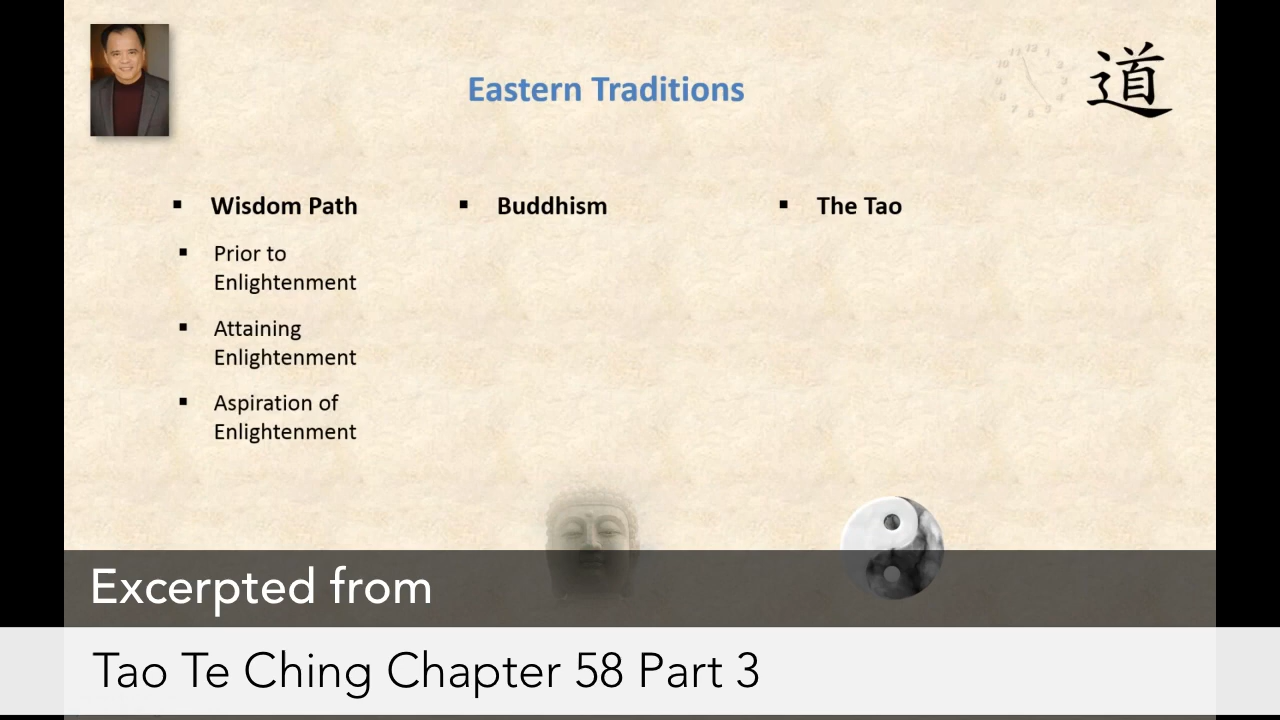 Eastern Traditions
道
Wisdom Path
Buddhism
The Tao
Prior to
Enlightenment
Attaining
Enlightenment
Aspiration of
Enlightenment
Excerpted from
Tao Te Ching Chapter 58 Part 3